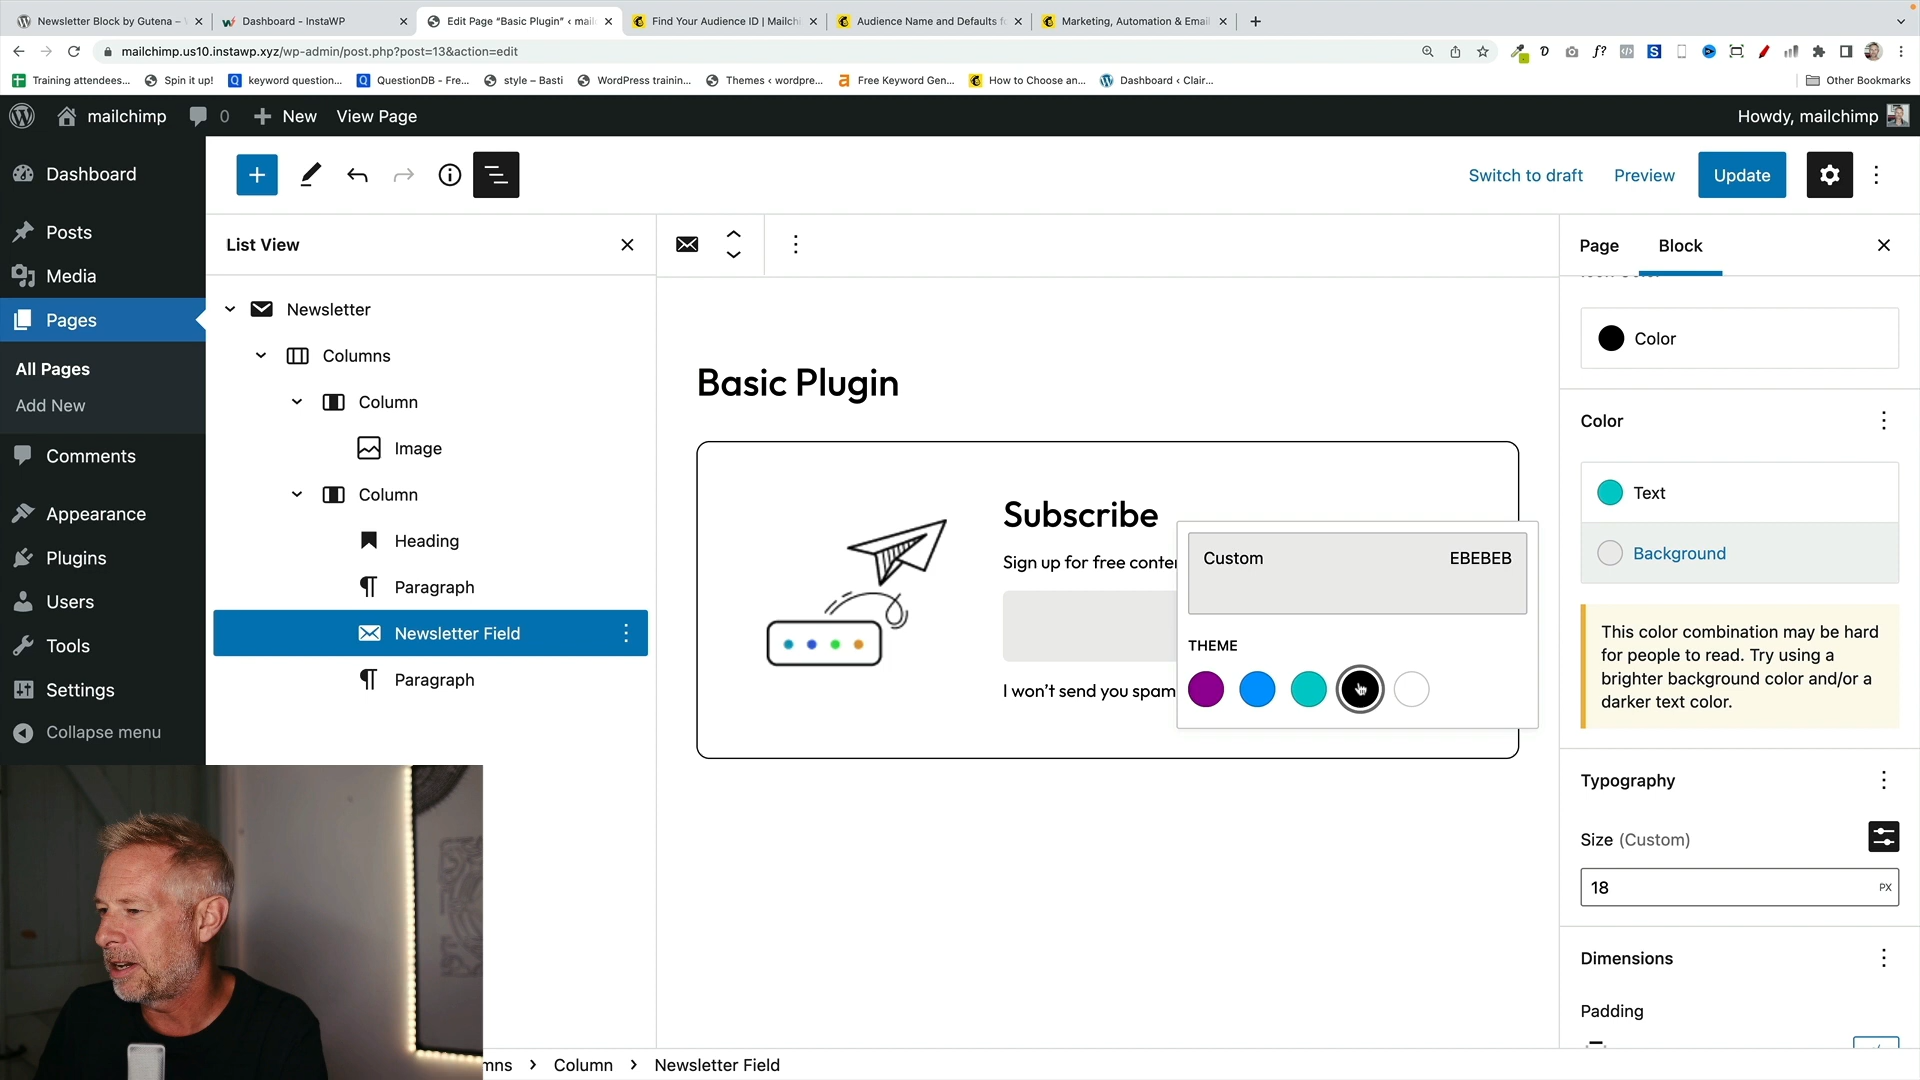 Newsletter Block by Gutena –
Dashboard - InstaWP
Edit Page “Basic Plugin” ‹ mail
Find Your Audience ID | Mailch
Audience Name and Defaults f
Marketing, Automation & Email
mailchimp.us10.instawp.xyz/wp-admin/post.php?post=13&action=edit
Training attendees...
Spin it up!
keyword question...
QuestionDB - Fre...
style – Basti
WordPress trainin...
Themes ‹ wordpre...
Free Keyword Gen...
How to Choose an...
Dashboard ‹ Clair...
Other Bookmarks
mailchimp
0
New
View Page
Howdy, mailchimp
Dashboard
Posts
Media
Pages
All Pages
Add New
Comments
Appearance
Plugins
Users
Tools
Settings
Collapse menu
Switch to draft
Preview
Update
List View
Newsletter
Columns
Column
Image
Column
Heading
Paragraph
Newsletter Field
Paragraph
Basic Plugin
Subscribe
Sign up for free conten
I won’t send you spam
Custom
EBEBEB
THEME
Page
Block
Color
Color
Text
Background
This color combination may be hard
for people to read. Try using a
brighter background color and/or a
darker text color.
Typography
Size (Custom)
18
PX
Dimensions
Padding
mns
Column
Newsletter Field